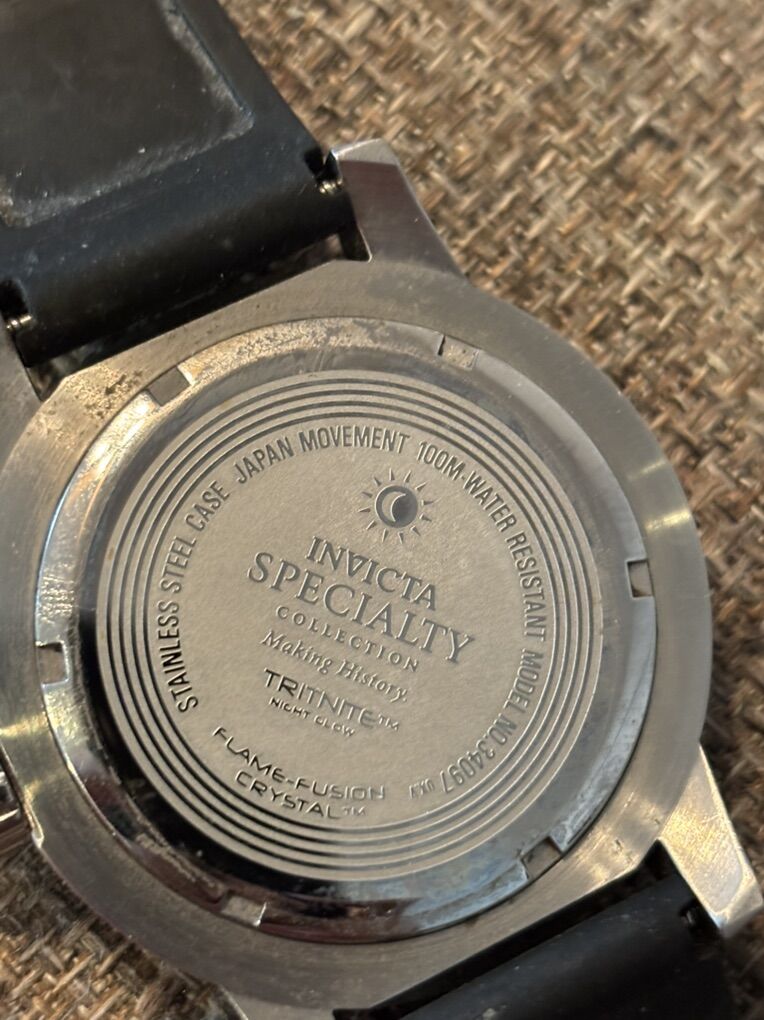 STAINLESS STEEL CASE JAPAN MOVEMENT 100M-WATER RESISTANT MODEL NO.34097
INVICTA
SPECIALTY
COLLECTION
Making History.
TRITNITE™
NIGHT GLOW
FLAME-FUSION
CRYSTAL™